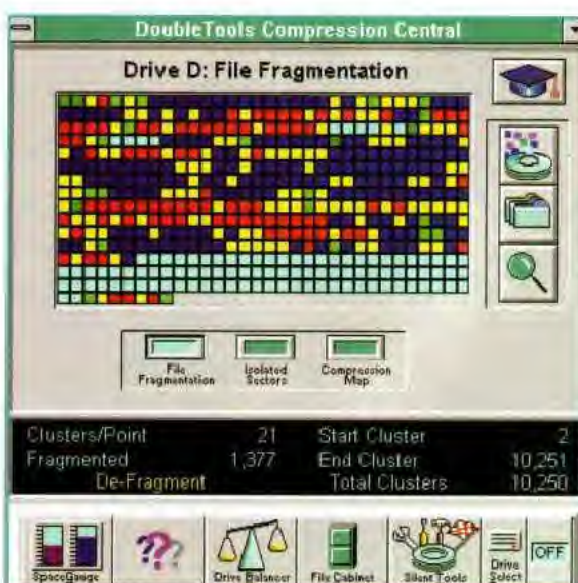 DoubleTools Compression Central
Drive D: File Fragmentation
File Fragmentation
Isolated Sectors
Compression Map
Clusters/Point 21 Start Cluster 2
Fragmented 1,377 End Cluster 10,251
De-Fragment Total Clusters 10,250
SpaceGauge
Drive Balancer
File Cabinet
Silent Tools
Drive Select
OFF